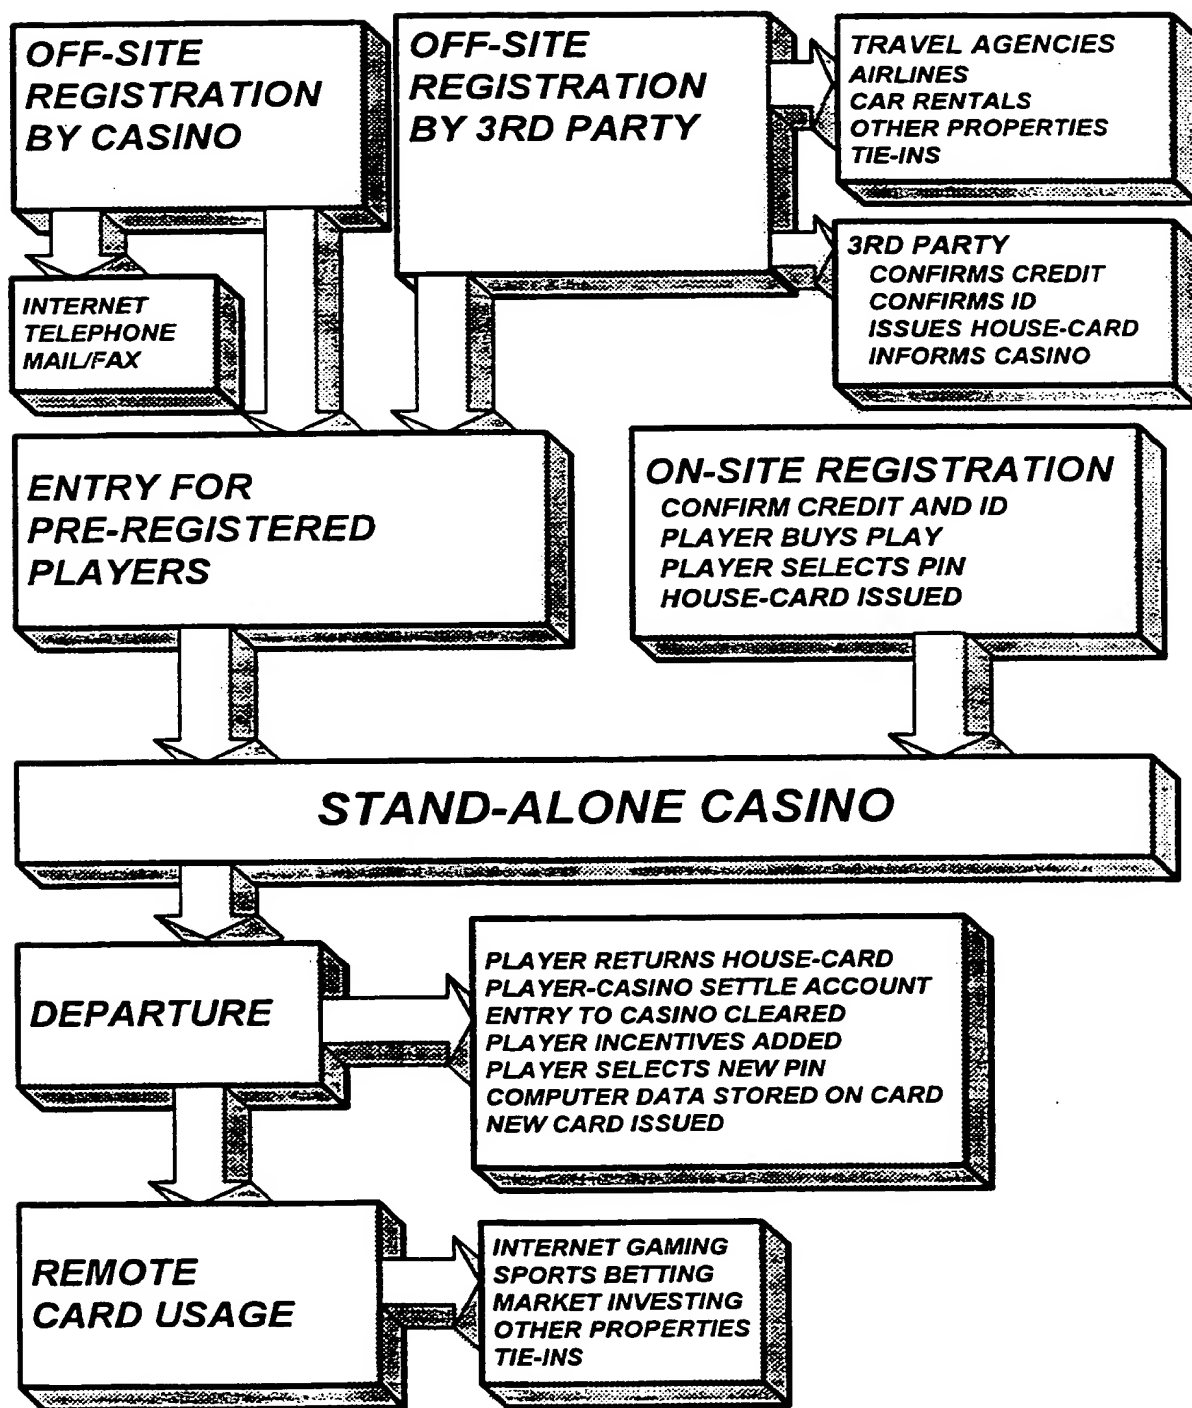 OFF-SITE
REGISTRATION
BY CASINO
OFF-SITE
REGISTRATION
BY 3RD PARTY
TRAVEL AGENCIES
AIRLINES
CAR RENTALS
OTHER PROPERTIES
TIE-INS
INTERNET
TELEPHONE
MAIL/FAX
3RD PARTY
CONFIRMS CREDIT
CONFIRMS ID
ISSUES HOUSE-CARD
INFORMS CASINO
ENTRY FOR
PRE-REGISTERED
PLAYERS
ON-SITE REGISTRATION
CONFIRM CREDIT AND ID
PLAYER BUYS PLAY
PLAYER SELECTS PIN
HOUSE-CARD ISSUED
STAND-ALONE CASINO
DEPARTURE
PLAYER RETURNS HOUSE-CARD
PLAYER-CASINO SETTLE ACCOUNT
ENTRY TO CASINO CLEARED
PLAYER INCENTIVES ADDED
PLAYER SELECTS NEW PIN
COMPUTER DATA STORED ON CARD
NEW CARD ISSUED
REMOTE
CARD USAGE
INTERNET GAMING
SPORTS BETTING
MARKET INVESTING
OTHER PROPERTIES
TIE-INS